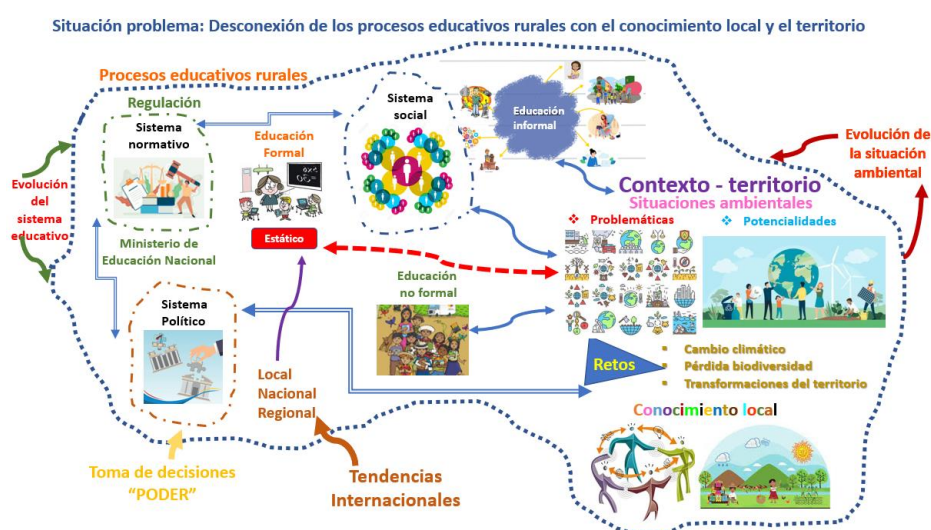 Situación problema: Desconexión de los procesos educativos rurales con el conocimiento local y el territorio
Procesos educativos rurales
Regulación
Sistema
normativo
Educación
Formal
Sistema
social
Educación
informal
Evolución de
la situación
ambiental
Evolución
del
sistema
educativo
Contexto - territorio
Situaciones ambientales
❖ Problemáticas
❖ Potencialidades
Estático
Ministerio de
Educación Nacional
Educación
no formal
Sistema
Político
Local
Nacional
Regional
Retos
▪ Cambio climático
▪ Pérdida biodiversidad
▪ Transformaciones del territorio
Conocimiento local
Toma de decisiones
“PODER”
Tendencias
Internacionales